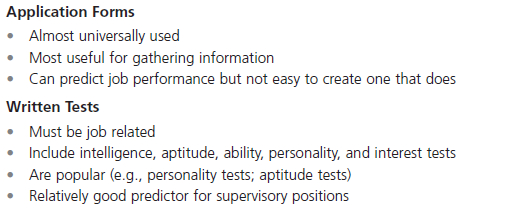 Application Forms
• Almost universally used
• Most useful for gathering information
• Can predict job performance but not easy to create one that does
Written Tests
• Must be job related
• Include intelligence, aptitude, ability, personality, and interest tests
• Are popular (e.g., personality tests; aptitude tests)
• Relatively good predictor for supervisory positions